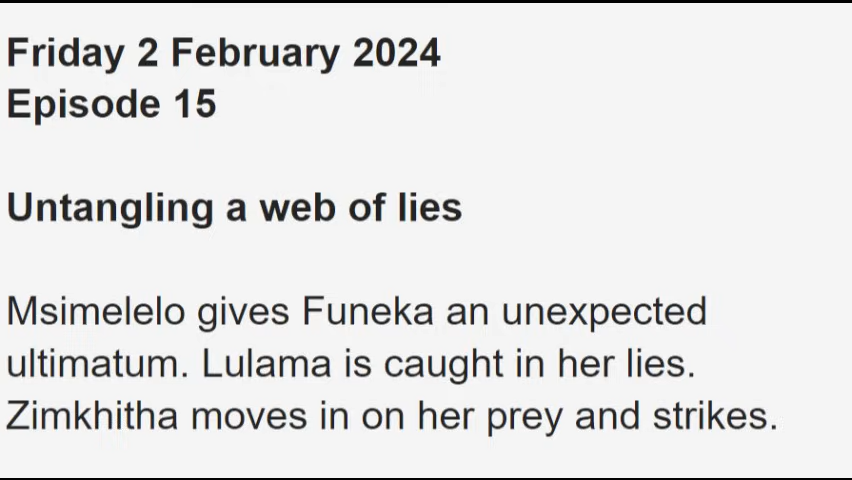 Friday 2 February 2024
Episode 15
Untangling a web of lies
Msimelelo gives Funeka an unexpected
ultimatum. Lulama is caught in her lies.
Zimkhitha moves in on her prey and strikes.